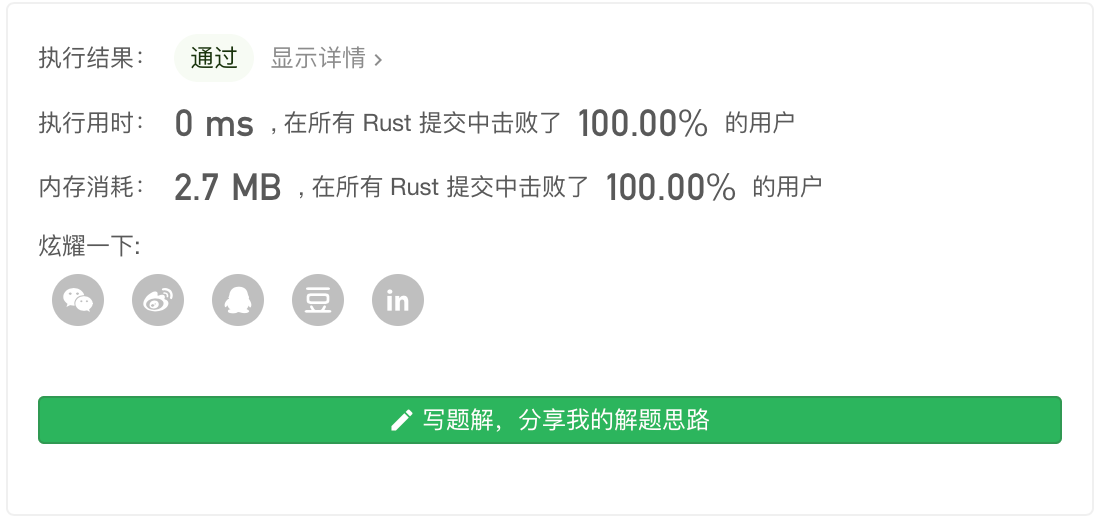 执行结果： 通过 显示详情 ›
执行用时： 0 ms , 在所有 Rust 提交中击败了 100.00% 的用户
内存消耗： 2.7 MB , 在所有 Rust 提交中击败了 100.00% 的用户
炫耀一下:
豆 in
写题解，分享我的解题思路